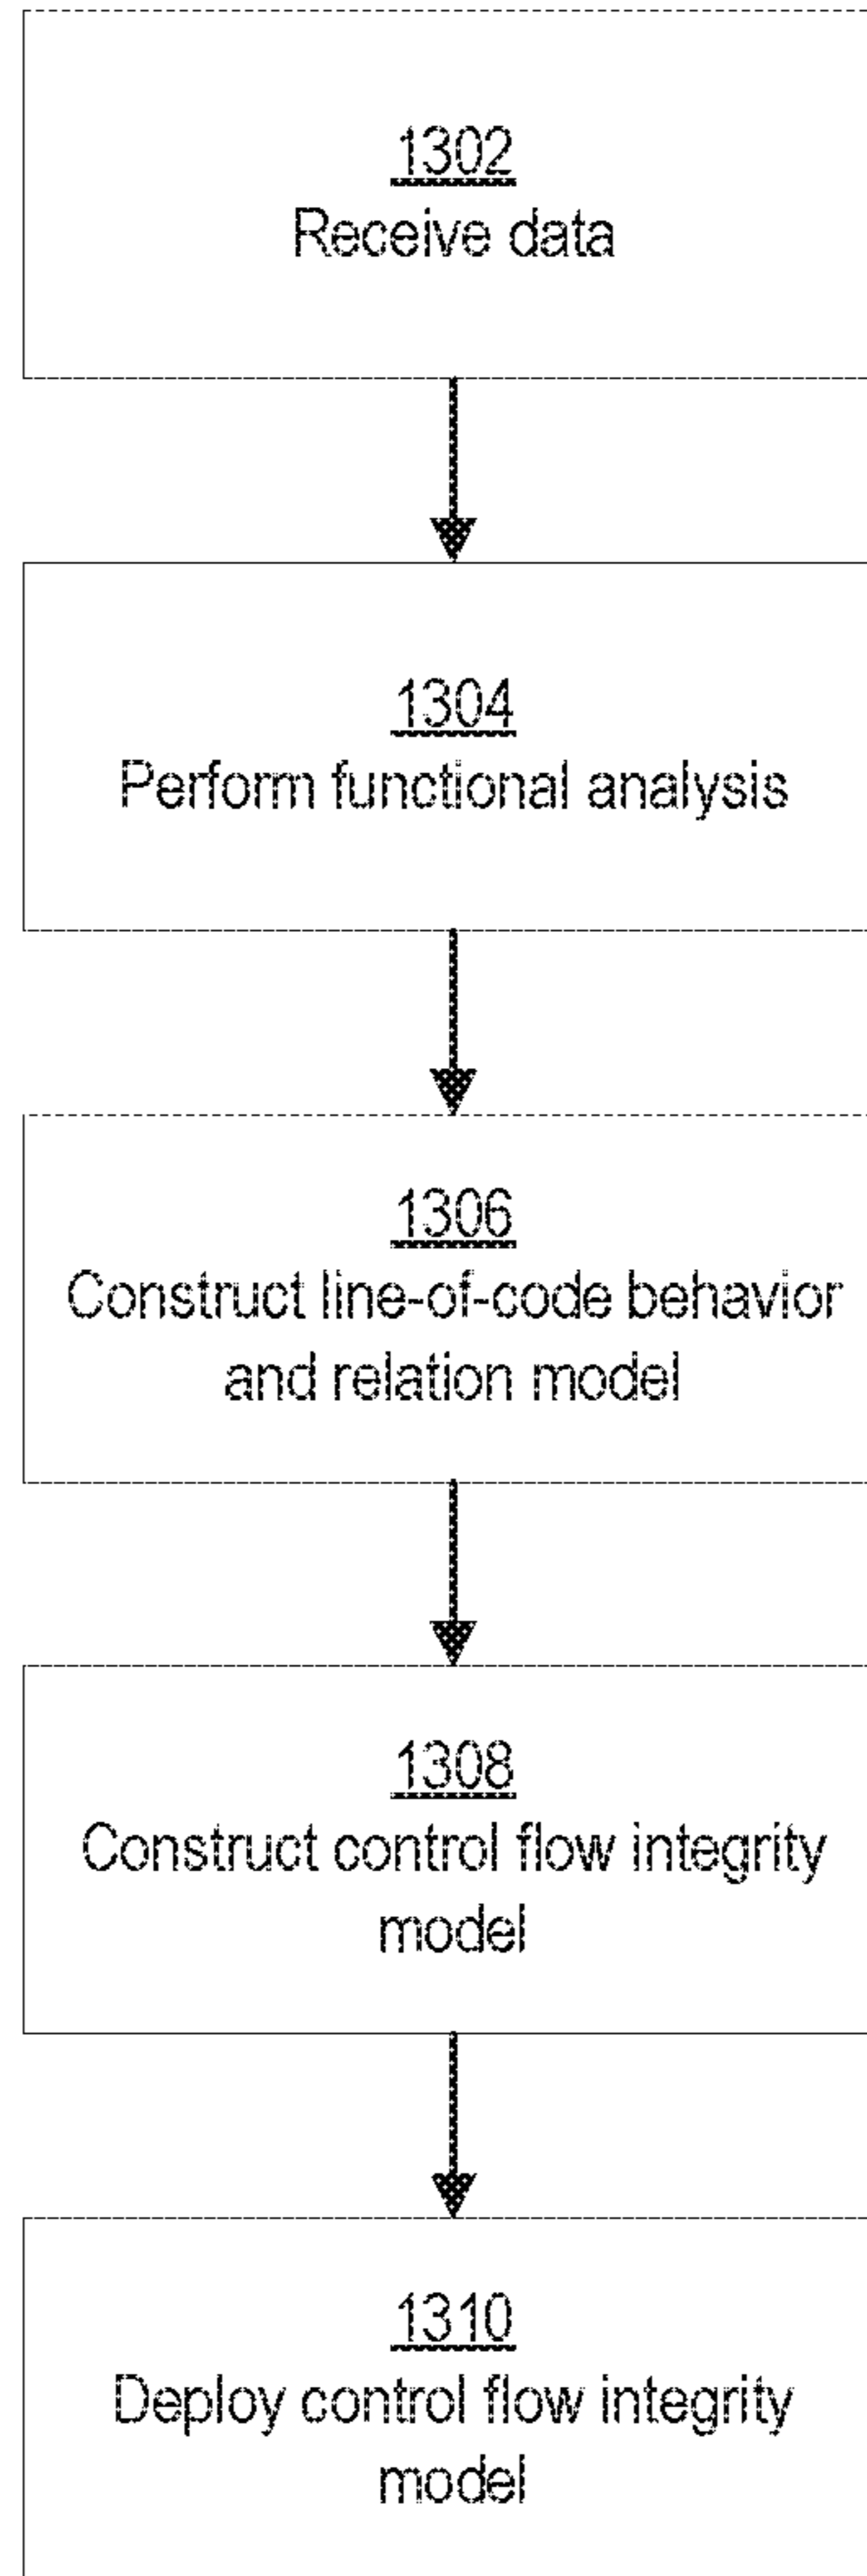 1302
Receive data
1304
Perform functional analysis
1306
Construct line-of-code behavior
and relation model
1308
Construct control flow integrity
model
1310
Deploy control flow integrity
model